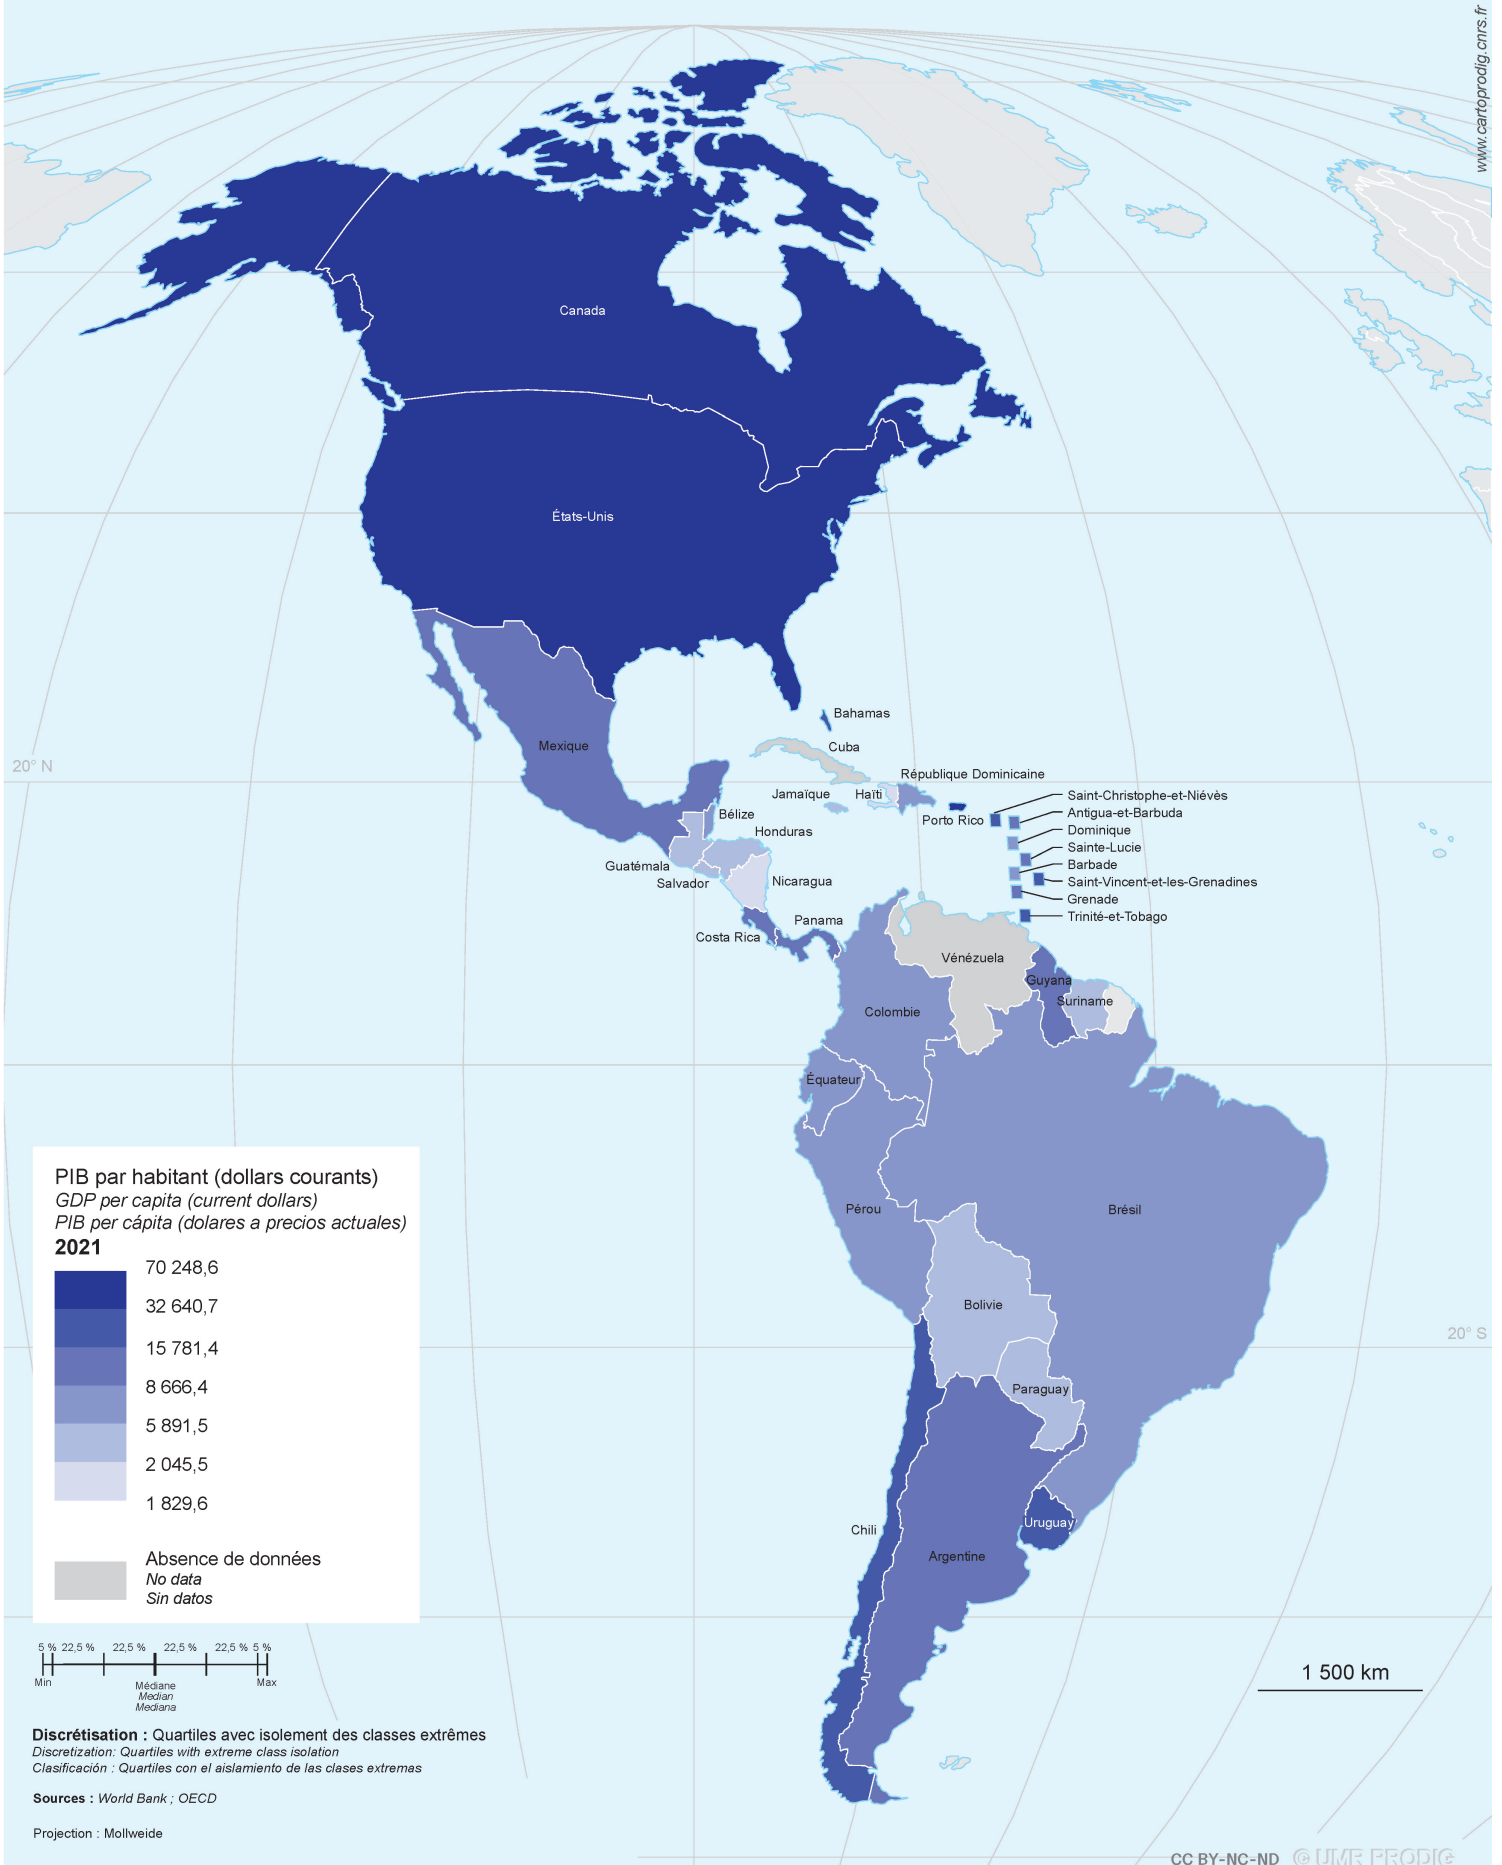 www.cartoprodig.cnrs.fr
Canada
États-Unis
Bahamas
Mexique
Cuba
20° N
République Dominicaine
Jamaïque
Haïti
Saint-Christophe-et-Niévès
Antigua-et-Barbuda
Bélize
Porto Rico
Honduras
Dominique
Sainte-Lucie
Guatémala
Barbade
Salvador
Nicaragua
Saint-Vincent-et-les-Grenadines
Grenade
Panama
Trinité-et-Tobago
Costa Rica
Vénézuela
Guyana
Suriname
Colombie
Équateur
Pérou
Brésil
Bolivie
20° S
Paraguay
Chili
Uruguay
Argentine
PIB par habitant (dollars courants)
GDP per capita (current dollars)
PIB per cápita (dolares a precios actuales)
2021
70 248,6
32 640,7
15 781,4
8 666,4
5 891,5
2 045,5
1 829,6
Absence de données
No data
Sin datos
5 % 22,5 % 22,5 % 22,5 % 22,5 % 5 %
Min Max
Médiane
Median
Mediana
1 500 km
Discrétisation : Quartiles avec isolement des classes extrêmes
Discretization: Quartiles with extreme class isolation
Clasificación : Quartiles con el aislamiento de las clases extremas
Sources : World Bank ; OECD
Projection : Mollweide
CC BY-NC-ND © UMR PRODIG